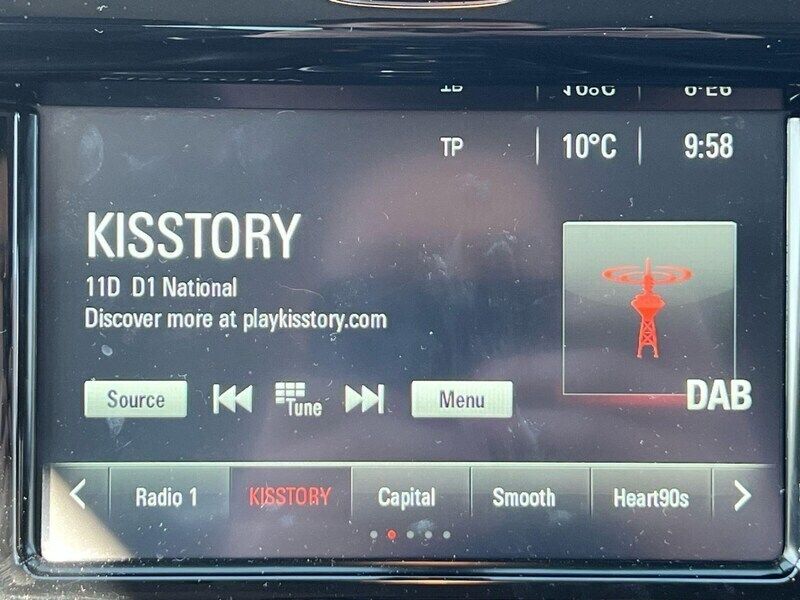 TP 10°C 9:58
KISSTORY
11D D1 National
Discover more at playkisstory.com
Source Tune Menu
DAB
Radio 1 KISSTORY Capital Smooth Heart90s